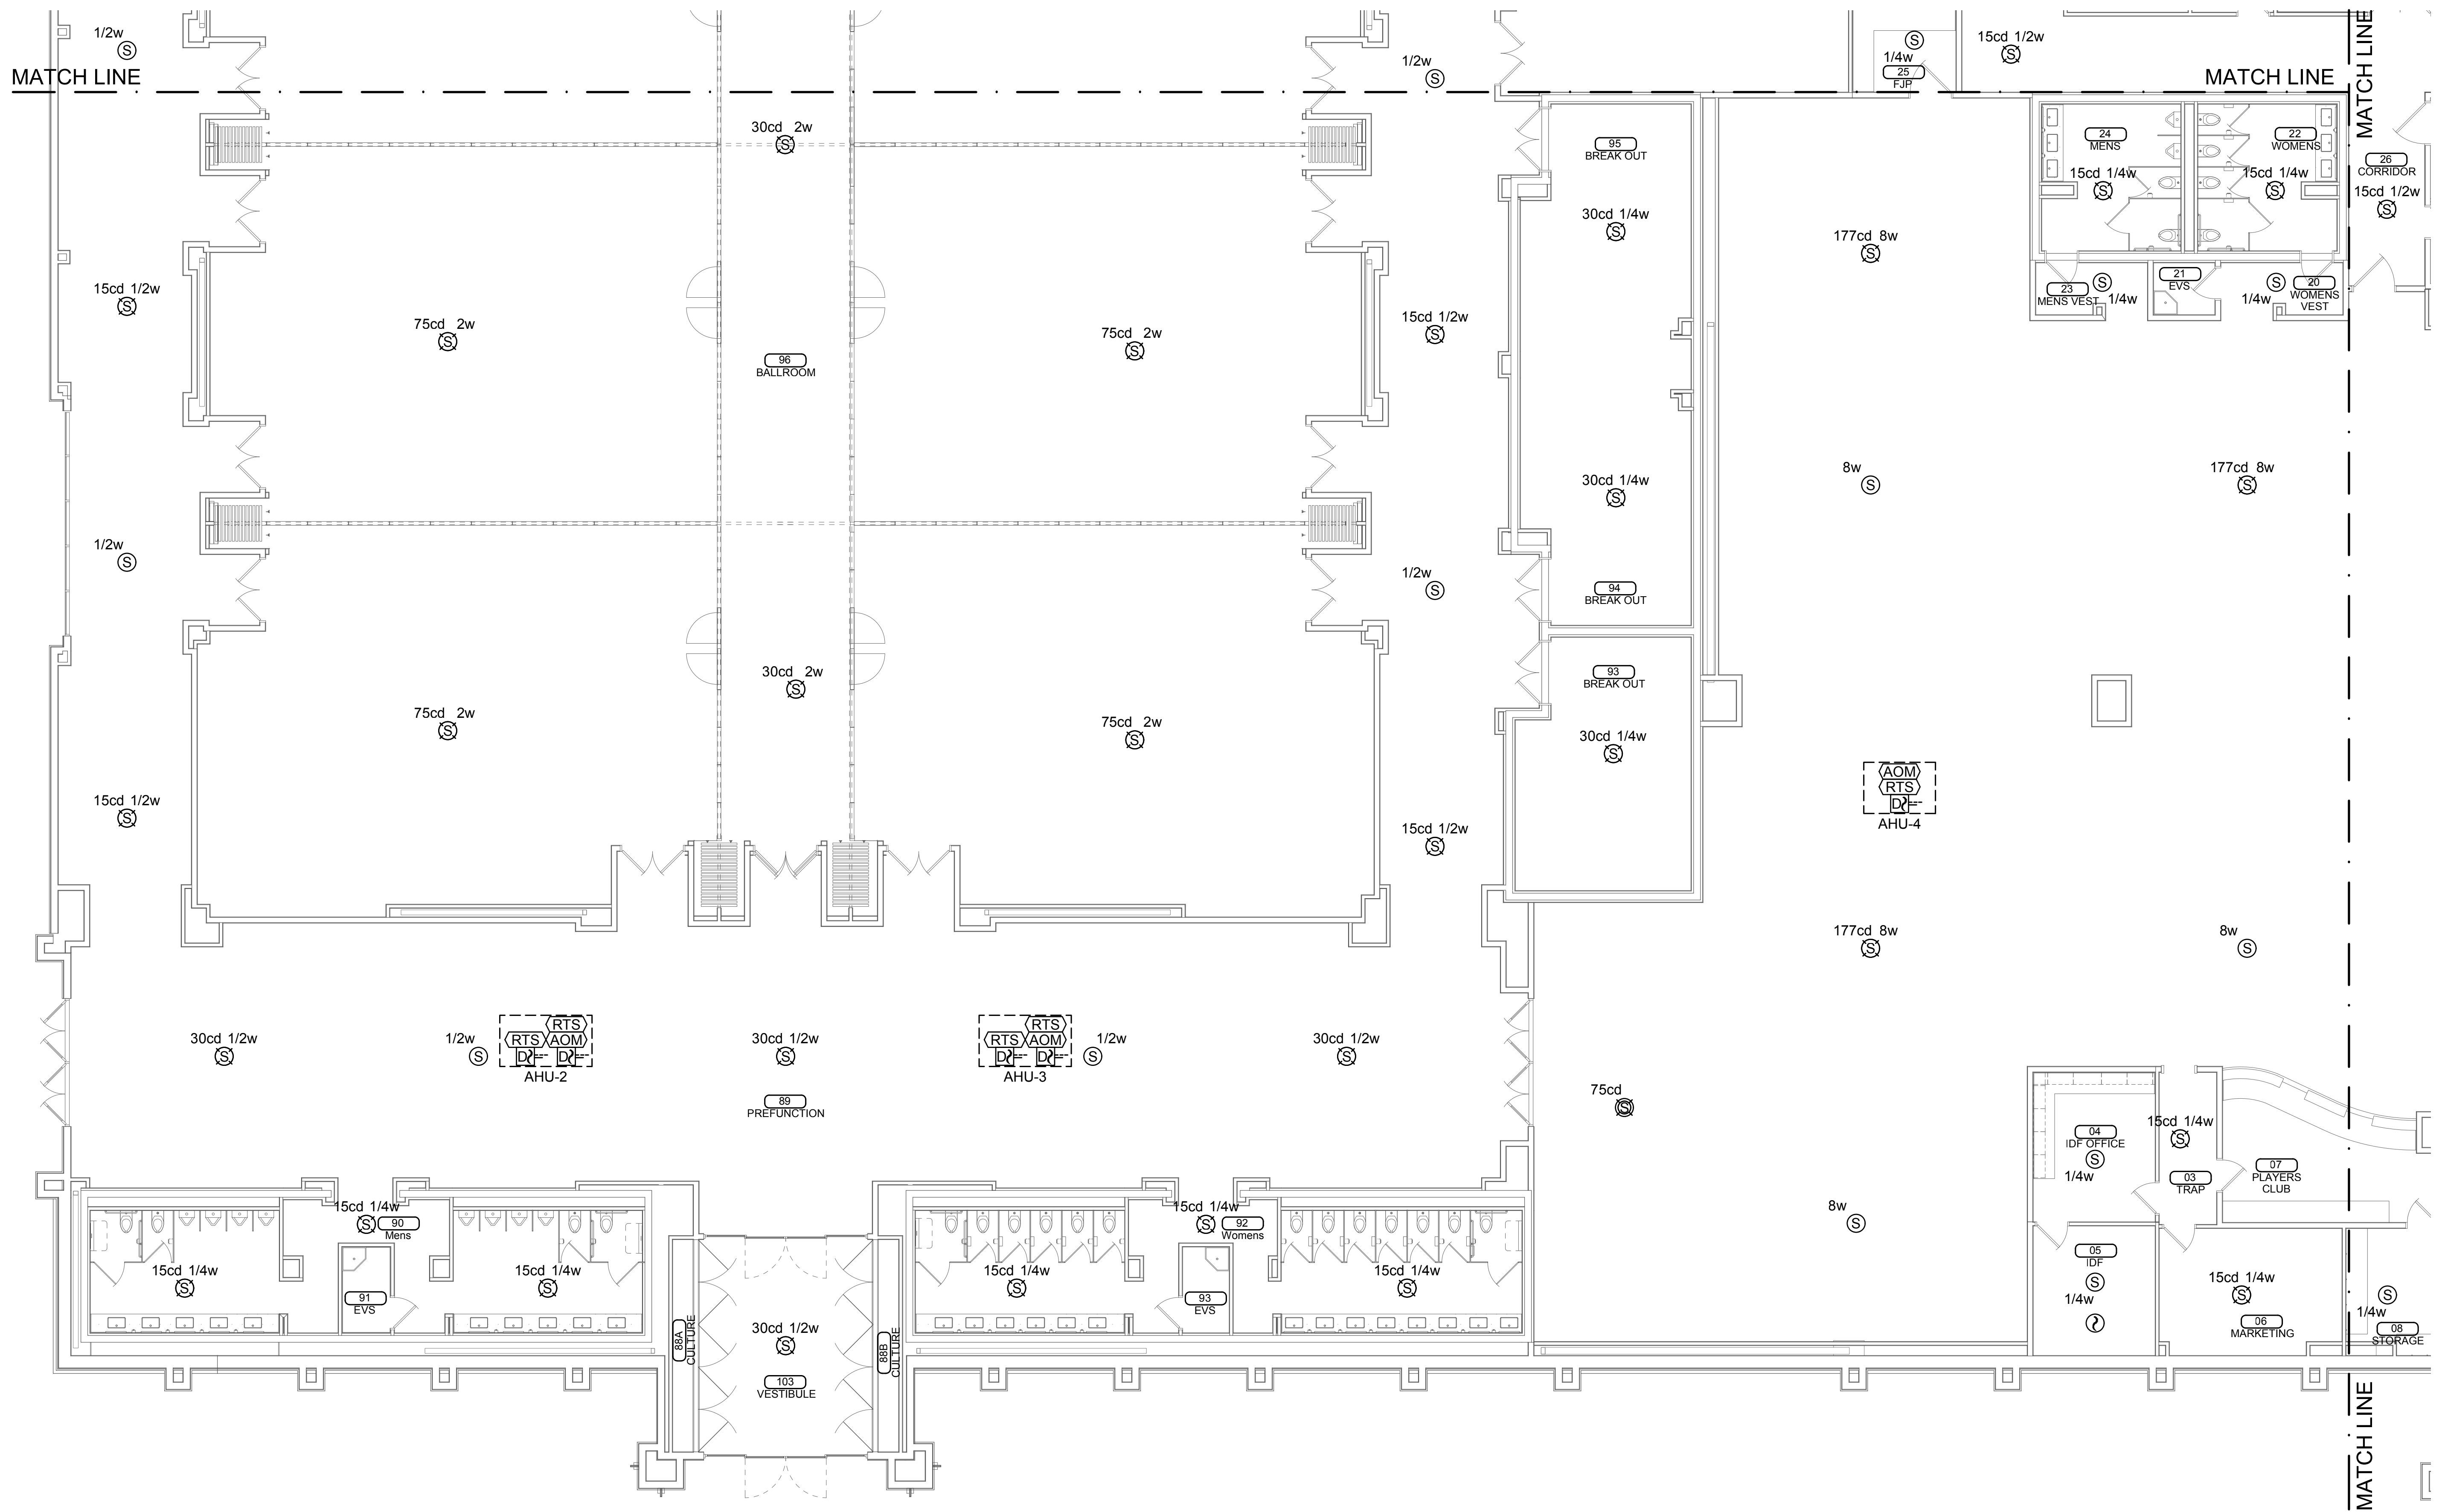 1/2w
S
MATCH LINE
1/2w
S
S
1/4w
25
FJP
15cd 1/2w
S
MATCH LINE
MATCH LINE
30cd 2w
S
95
BREAK OUT
24
MENS
22
WOMENS
26
CORRIDOR
15cd 1/4w
S
15cd 1/4w
S
15cd 1/2w
S
30cd 1/4w
S
177cd 8w
S
15cd 1/2w
S
75cd 2w
S
96
BALLROOM
75cd 2w
S
15cd 1/2w
S
23
MENS VEST
S
1/4w
21
EVS
S
1/4w
20
WOMENS
VEST
30cd 1/4w
S
8w
S
177cd 8w
S
1/2w
S
1/2w
S
94
BREAK OUT
93
BREAK OUT
30cd 2w
S
75cd 2w
S
75cd 2w
S
30cd 1/4w
S
AOM
RTS
D
AHU-4
15cd 1/2w
S
15cd 1/2w
S
177cd 8w
S
8w
S
30cd 1/2w
S
1/2w
S
RTS
RTS AOM
D D
AHU-2
30cd 1/2w
S
RTS
RTS AOM
D D
AHU-3
1/2w
S
30cd 1/2w
S
89
PREFUNCTION
75cd
S
04
IDF OFFICE
S
1/4w
15cd 1/4w
S
03
TRAP
07
PLAYERS
CLUB
15cd 1/4w
S
90
Mens
15cd 1/4w
S
92
Womens
8w
S
15cd 1/4w
S
15cd 1/4w
S
15cd 1/4w
S
15cd 1/4w
S
05
IDF
S
1/4w
15cd 1/4w
S
06
MARKETING
S
1/4w
08
STORAGE
91
EVS
93
EVS
88A
CULTURE
30cd 1/2w
S
88B
CULTURE
103
VESTIBULE
MATCH LINE